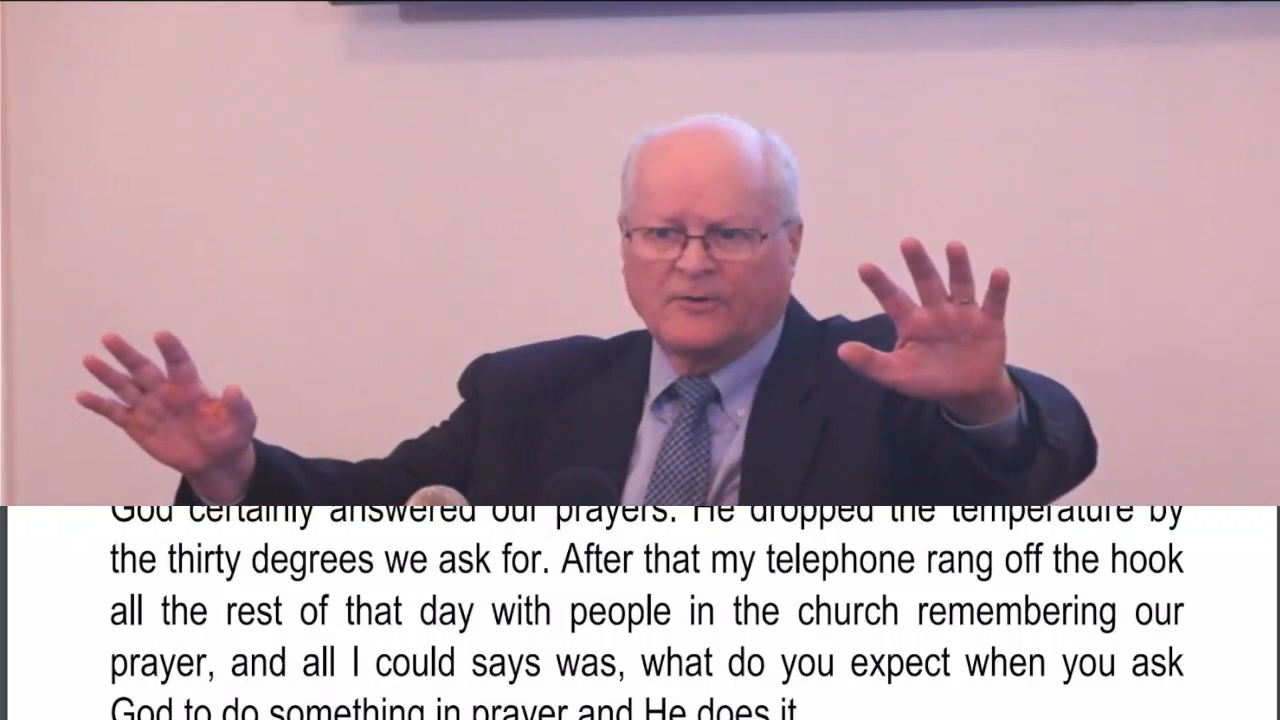 God certainly answered our prayers. He dropped the temperature by
the thirty degrees we ask for. After that my telephone rang off the hook
all the rest of that day with people in the church remembering our
prayer, and all I could says was, what do you expect when you ask
God to do something in prayer and He does it